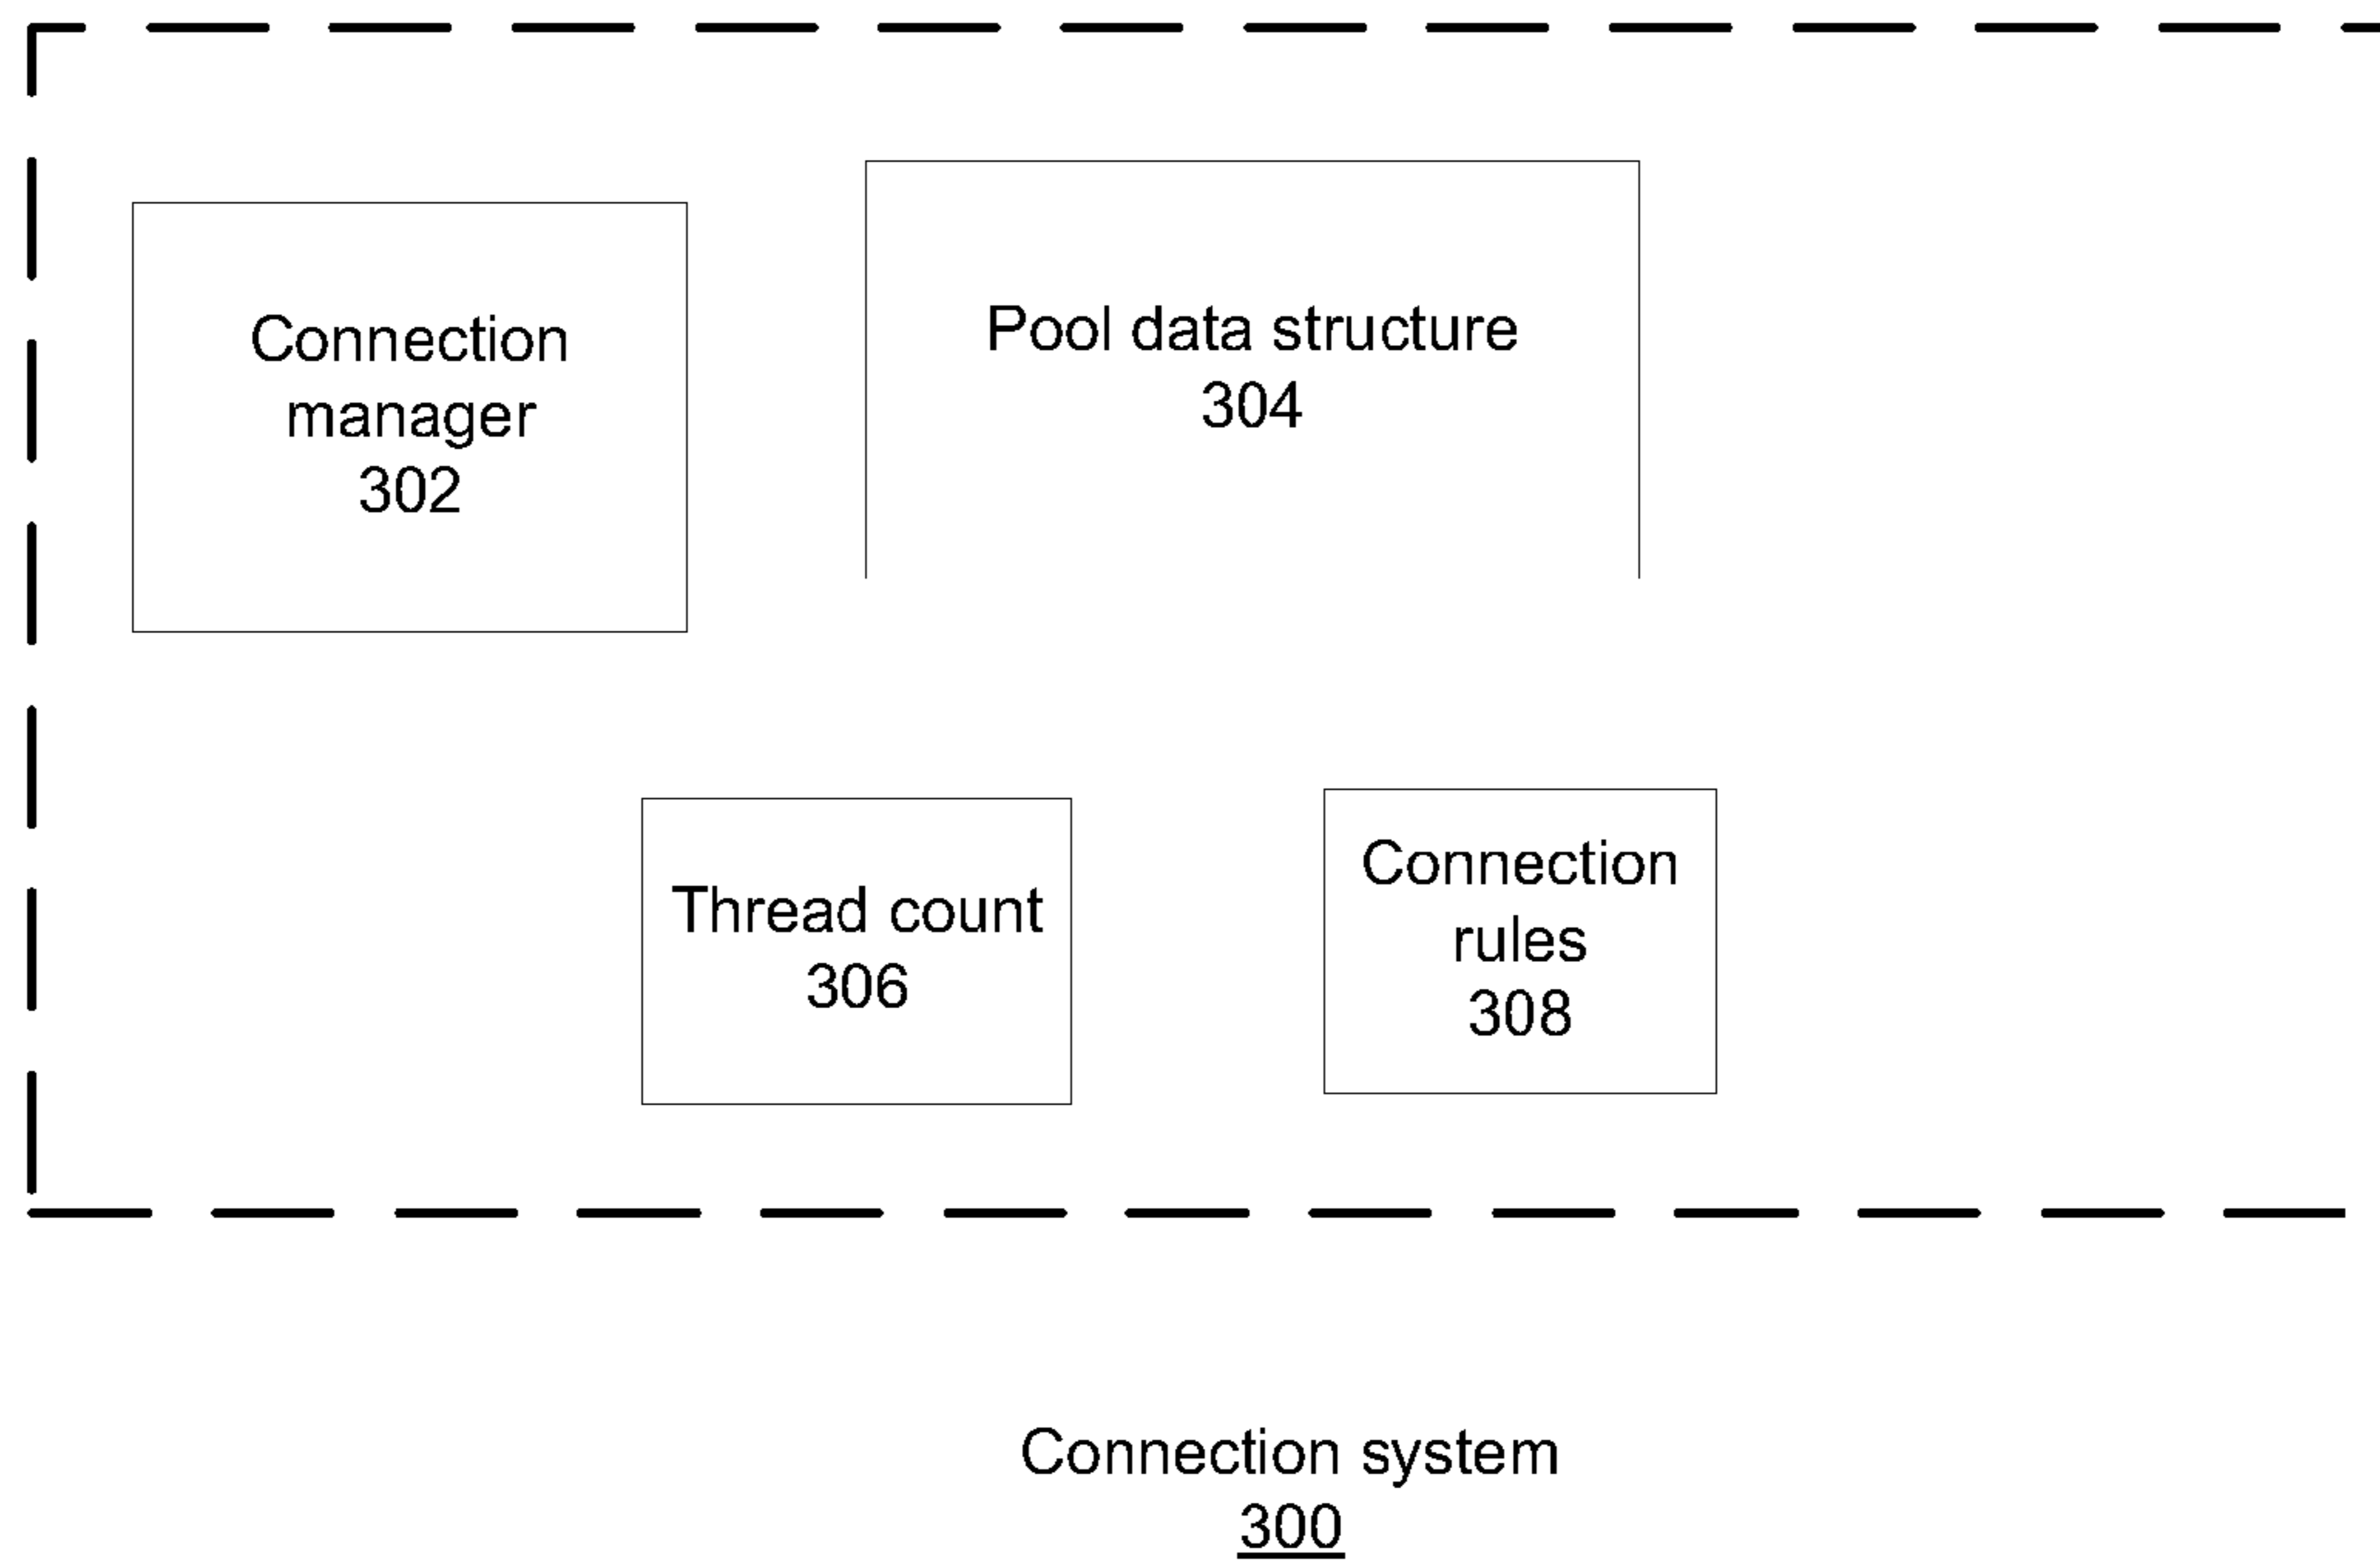 Connection
manager
302
Pool data structure
304
Thread count
306
Connection
rules
308
Connection system
300